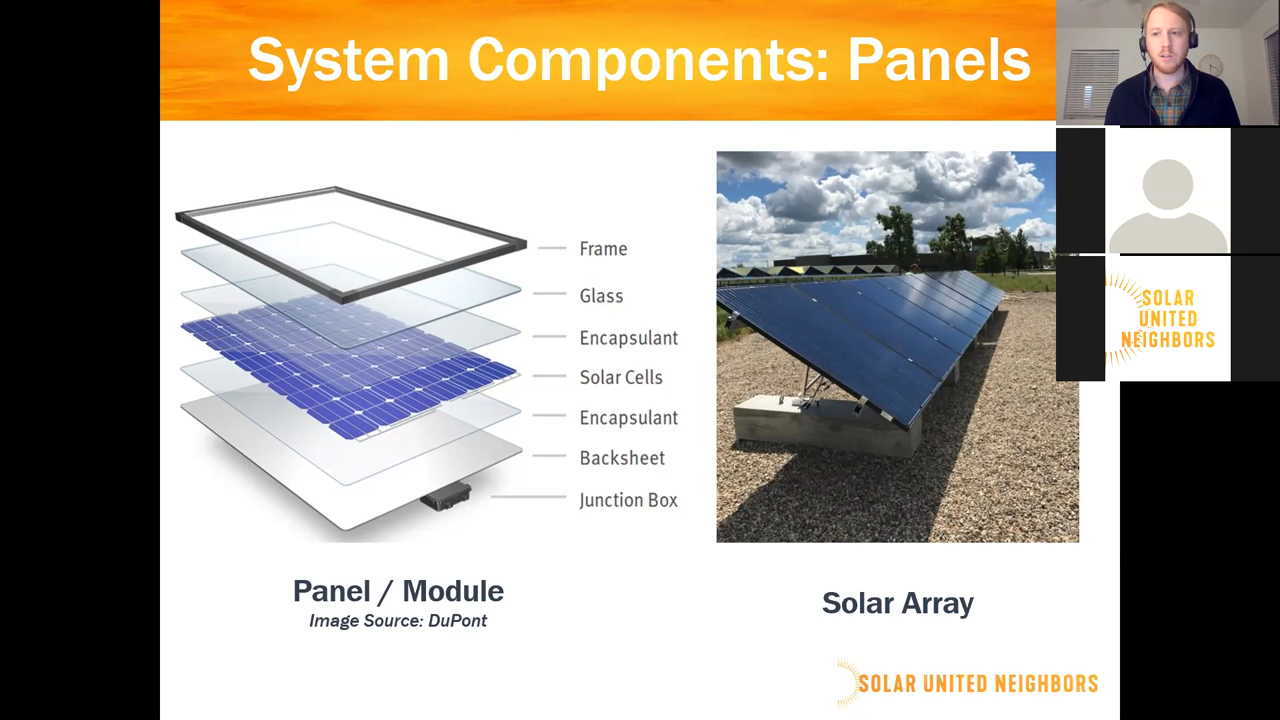 System Components: Panels
Frame
Glass
Encapsulant
Solar Cells
Encapsulant
Backsheet
Junction Box
Panel / Module
Image Source: DuPont
Solar Array
SOLAR UNITED NEIGHBORS
SOLAR
UNITED
NEIGHBORS